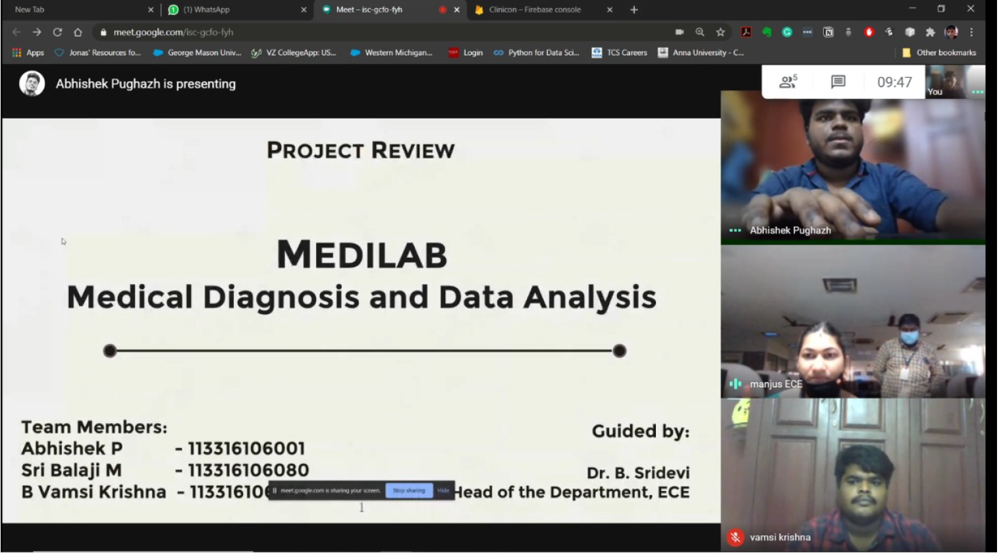 New Tab
(1) WhatsApp
Meet – isc-gcfo-fyh
Clinicon – Firebase console
meet.google.com/isc-gcfo-fyh
Apps
Jonas' Resources fo...
George Mason Univ...
VZ CollegeApp: US...
Western Michigan...
Login
Python for Data Sci...
TCS Careers
Anna University - C...
Other bookmarks
Abhishek Pughazh is presenting
5
09:47
You
PROJECT REVIEW
MEDILAB
Medical Diagnosis and Data Analysis
Team Members:
Abhishek P - 113316106001
Sri Balaji M - 113316106080
B Vamsi Krishna - 11331610
Guided by:
Dr. B. Sridevi
Head of the Department, ECE
meet.google.com is sharing your screen.
Stop sharing
Hide
1
Abhishek Pughazh
manjus ECE
vamsi krishna